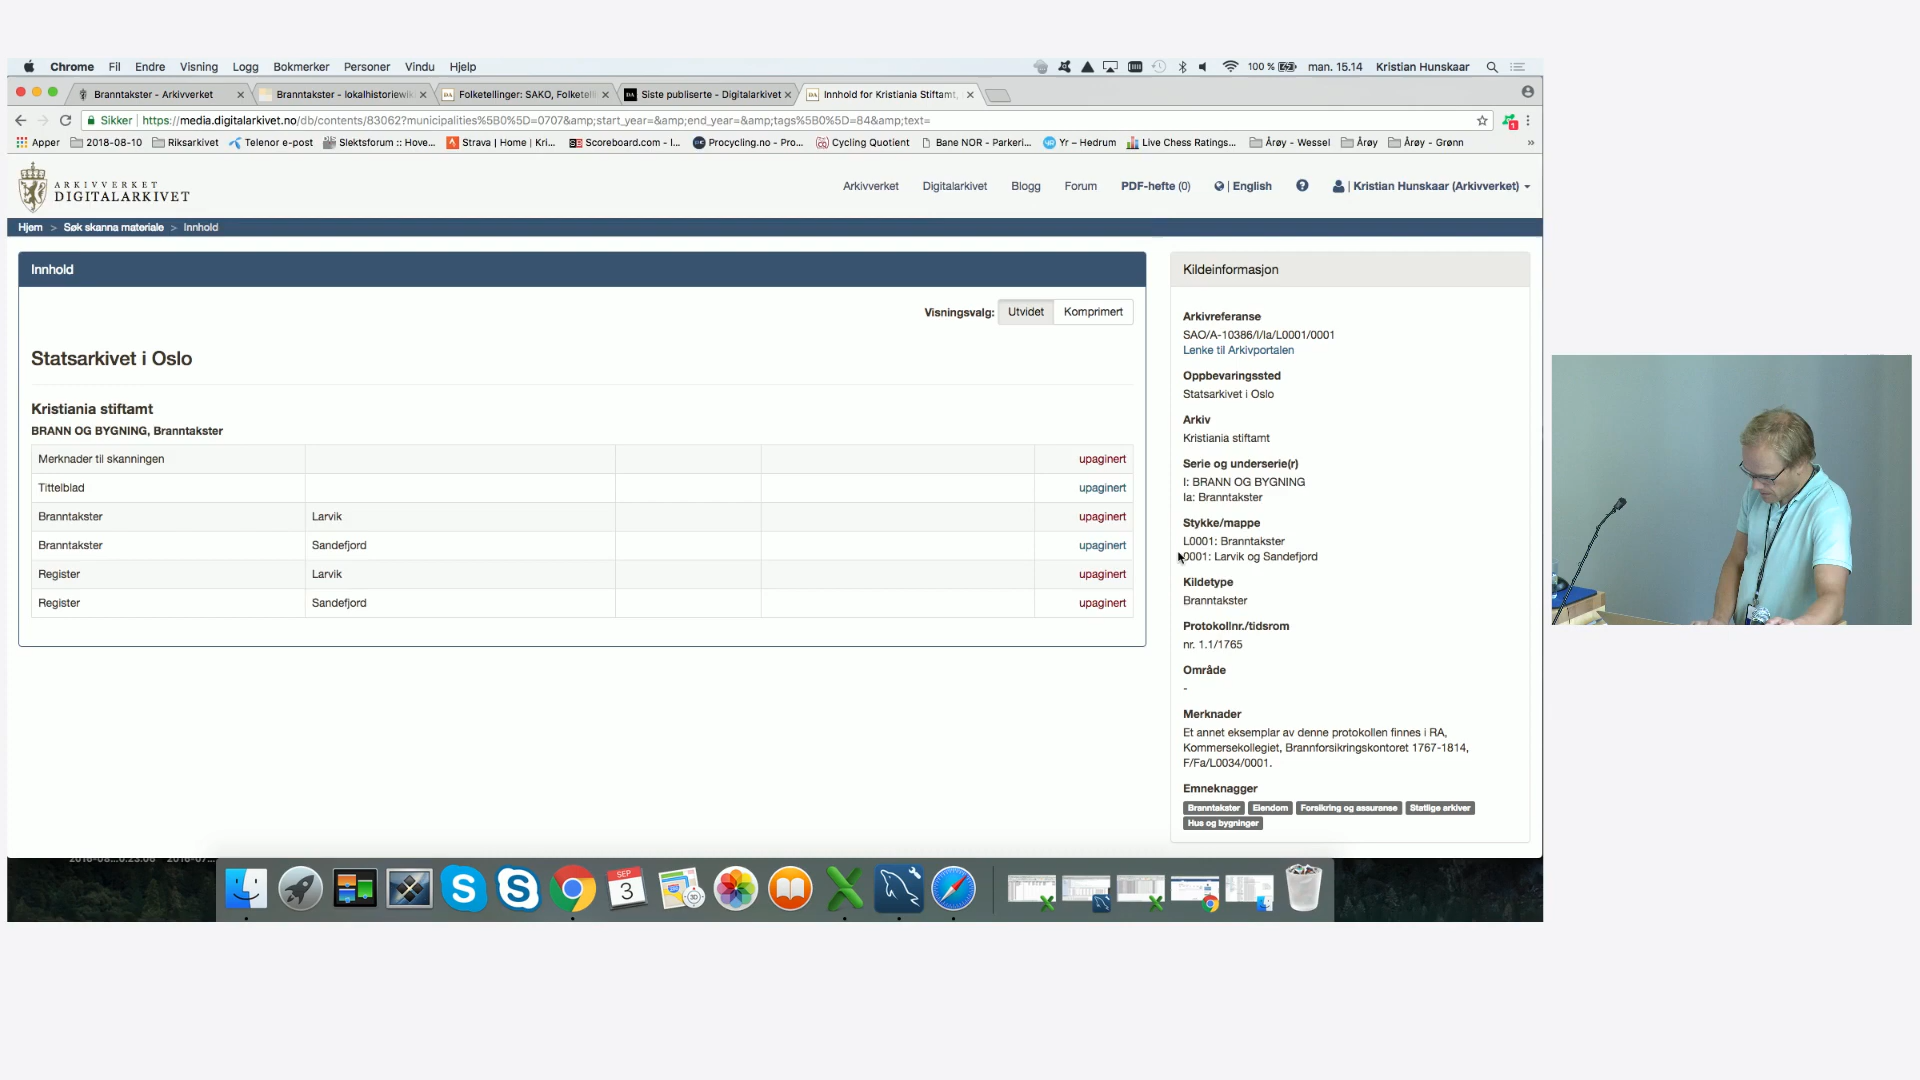 Chrome Fil Endre Visning Logg Bokmerker Personer Vindu Hjelp 100 % man. 15.14 Kristian Hunskaar
Branntakster - Arkivverket Branntakster - lokalhistoriewik Folketellinger: SAKO, Folketell Siste publiserte - Digitalarkivet Innhold for Kristiania Stiftamt,
Sikker https://media.digitalarkivet.no/db/contents/83062?municipalities%5B0%5D=0707&amp;start_year=&amp;end_year=&amp;tags%5B0%5D=84&amp;text=
Apper 2018-08-10 Riksarkivet Telenor e-post Slektsforum :: Hove... Strava | Home | Kri... Scoreboard.com - l... Procycling.no - Pro... Cycling Quotient Bane NOR - Parkeri... Yr – Hedrum Live Chess Ratings... Årøy - Wessel Årøy Årøy - Grønn »
ARKIVVERKET
DIGITALARKIVET
Arkivverket Digitalarkivet Blogg Forum PDF-hefte (0) | English | Kristian Hunskaar (Arkivverket)
Hjem > Søk skanna materiale > Innhold
Innhold
Visningsvalg: Utvidet Komprimert
Statsarkivet i Oslo
Kristiania stiftamt
BRANN OG BYGNING, Branntakster
Merknader til skanningen upaginert
Tittelblad upaginert
Branntakster Larvik upaginert
Branntakster Sandefjord upaginert
Register Larvik upaginert
Register Sandefjord upaginert
Kildeinformasjon
Arkivreferanse
SAO/A-10386/I/Ia/L0001/0001
Lenke til Arkivportalen
Oppbevaringssted
Statsarkivet i Oslo
Arkiv
Kristiania stiftamt
Serie og underserie(r)
I: BRANN OG BYGNING
Ia: Branntakster
Stykke/mappe
L0001: Branntakster
0001: Larvik og Sandefjord
Kildetype
Branntakster
Protokollnr./tidsrom
nr. 1.1/1765
Område
-
Merknader
Et annet eksemplar av denne protokollen finnes i RA,
Kommersekollegiet, Brannforsikringskontoret 1767-1814,
F/Fa/L0034/0001.
Emneknagger
Branntakster Eiendom Forsikring og assuranse Statlige arkiver
Hus og bygninger
SEP
3